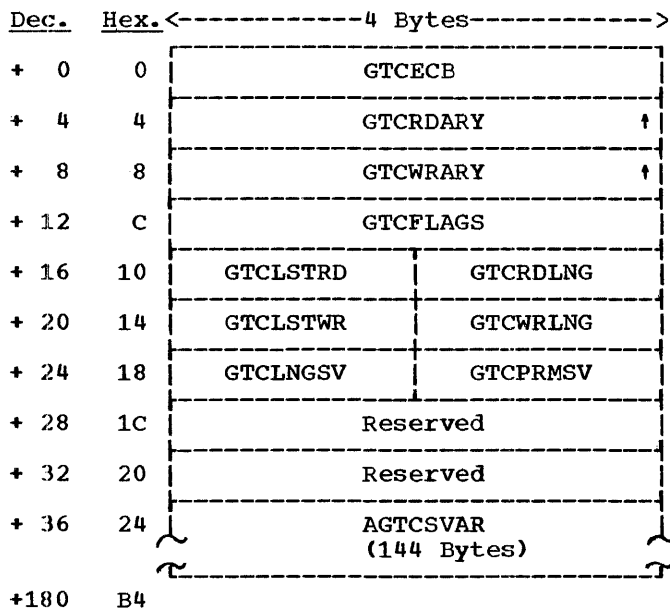 Dec. Hex. <------------4 Bytes------------>
+ 0 0 GTCECB
+ 4 4 GTCRDARY ↑
+ 8 8 GTCWRARY ↑
+ 12 C GTCFLAGS
+ 16 10 GTCLSTRD GTCRDLNG
+ 20 14 GTCLSTWR GTCWRLNG
+ 24 18 GTCLNGSV GTCPRMSV
+ 28 1C Reserved
+ 32 20 Reserved
+ 36 24 AGTCSVAR
(144 Bytes)
+180 B4